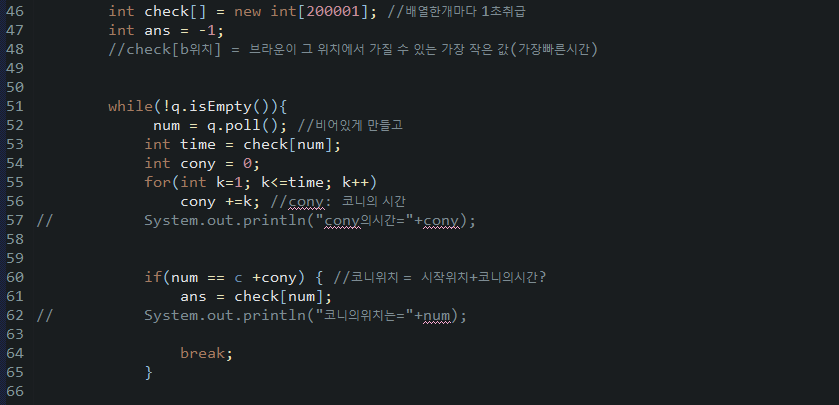 46 int check[] = new int[200001]; //배열한개마다 1초취급
47 int ans = -1;
48 //check[b위치] = 브라운이 그 위치에서 가질 수 있는 가장 작은 값(가장빠른시간)
49
50
51 while(!q.isEmpty()){
52 num = q.poll(); //비어있게 만들고
53 int time = check[num];
54 int cony = 0;
55 for(int k=1; k<=time; k++)
56 cony +=k; //cony: 코니의 시간
57 // System.out.println("cony의시간="+cony);
58
59
60 if(num == c +cony) { //코니위치 = 시작위치+코니의시간?
61 ans = check[num];
62 // System.out.println("코니의위치는="+num);
63
64 break;
65 }
66